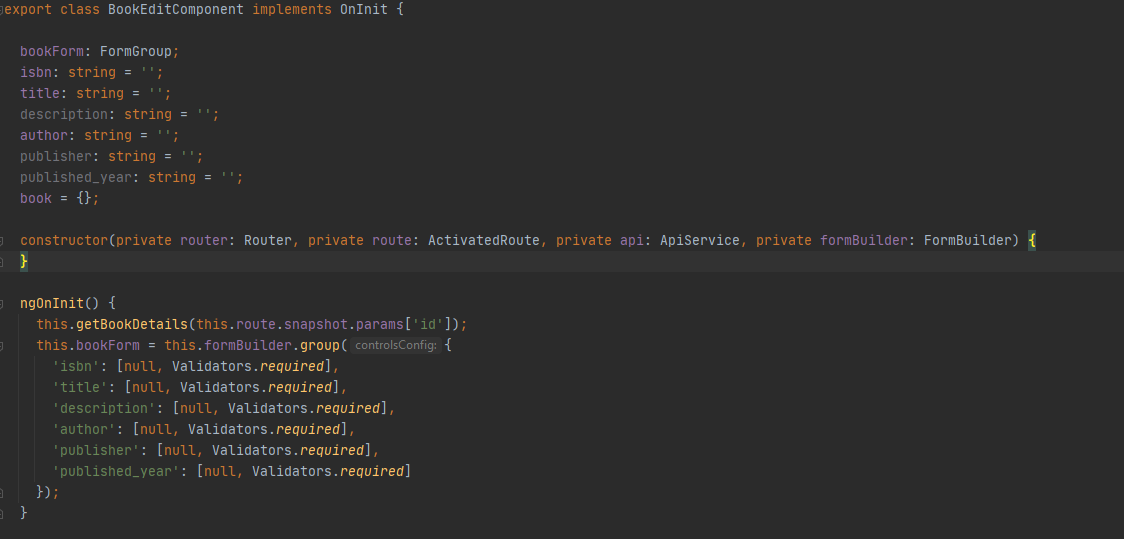 export class BookEditComponent implements OnInit {
bookForm: FormGroup;
isbn: string = '';
title: string = '';
description: string = '';
author: string = '';
publisher: string = '';
published_year: string = '';
book = {};
constructor(private router: Router, private route: ActivatedRoute, private api: ApiService, private formBuilder: FormBuilder) {
}
ngOnInit() {
this.getBookDetails(this.route.snapshot.params['id']);
this.bookForm = this.formBuilder.group( controlsConfig: {
'isbn': [null, Validators.required],
'title': [null, Validators.required],
'description': [null, Validators.required],
'author': [null, Validators.required],
'publisher': [null, Validators.required],
'published_year': [null, Validators.required]
});
}